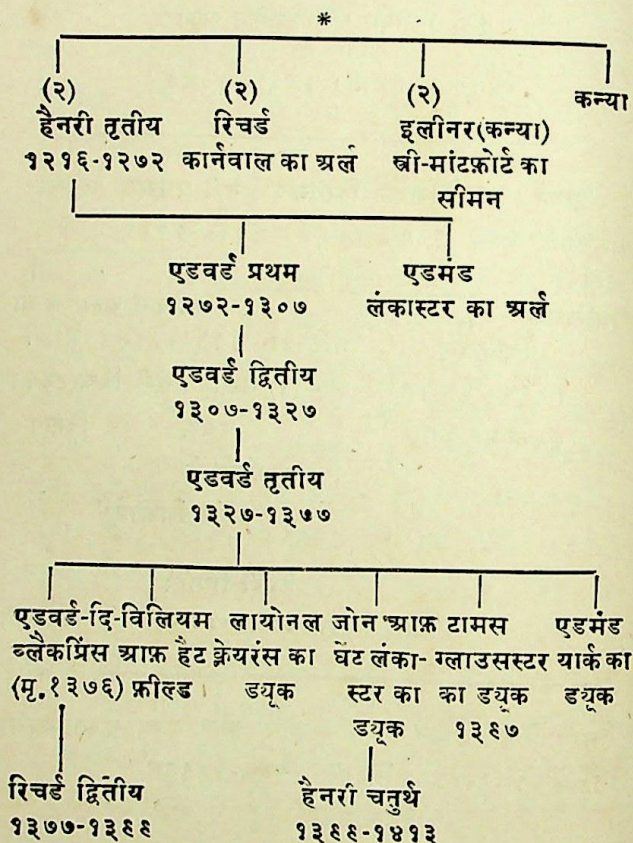 *
(२) (२) (२) कन्या
हैनरी तृतीय रिचर्ड इलीनर(कन्या)
१२१६-१२७२ कार्नवाल का अर्ल स्त्री-मांटफ़ोर्ट का
सीमन
एडवर्ड प्रथम एडमंड
१२७२-१३०७ लंकास्टर का अर्ल
एडवर्ड द्वितीय
१३०७-१३२७
एडवर्ड तृतीय
१३२७-१३७७
एडवर्ड-दि-विलियम लायोनल जोन आफ़ टामस एडमंड
ब्लैकप्रिंस आफ़ हैट क्लेयरंस का घेंट लंका- ग्लाउसस्टर यार्क का
(मृ.१३७६) फ़ील्ड ड्यूक स्टर का का ड्यूक ड्यूक
ड्यूक १३९७
रिचर्ड द्वितीय हैनरी चतुर्थ
१३७७-१३९९ १३९९-१४१३